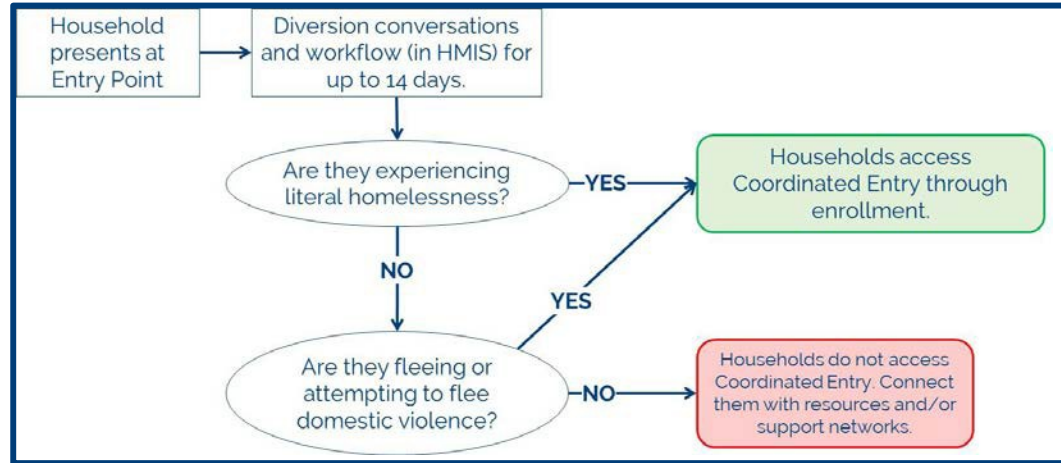 Household
presents at
Entry Point
Diversion conversations
and workflow (in HMIS) for
up to 14 days.
Are they experiencing
literal homelessness?
YES
Households access
Coordinated Entry through
enrollment.
NO
YES
Are they fleeing or
attempting to flee
domestic violence?
NO
Households do not access
Coordinated Entry. Connect
them with resources and/or
support networks.